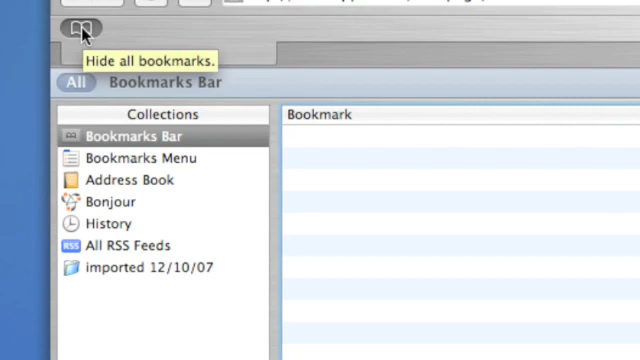 Hide all bookmarks.
All Bookmarks Bar
Collections Bookmark
Bookmarks Bar
Bookmarks Menu
Address Book
Bonjour
History
RSS All RSS Feeds
imported 12/10/07